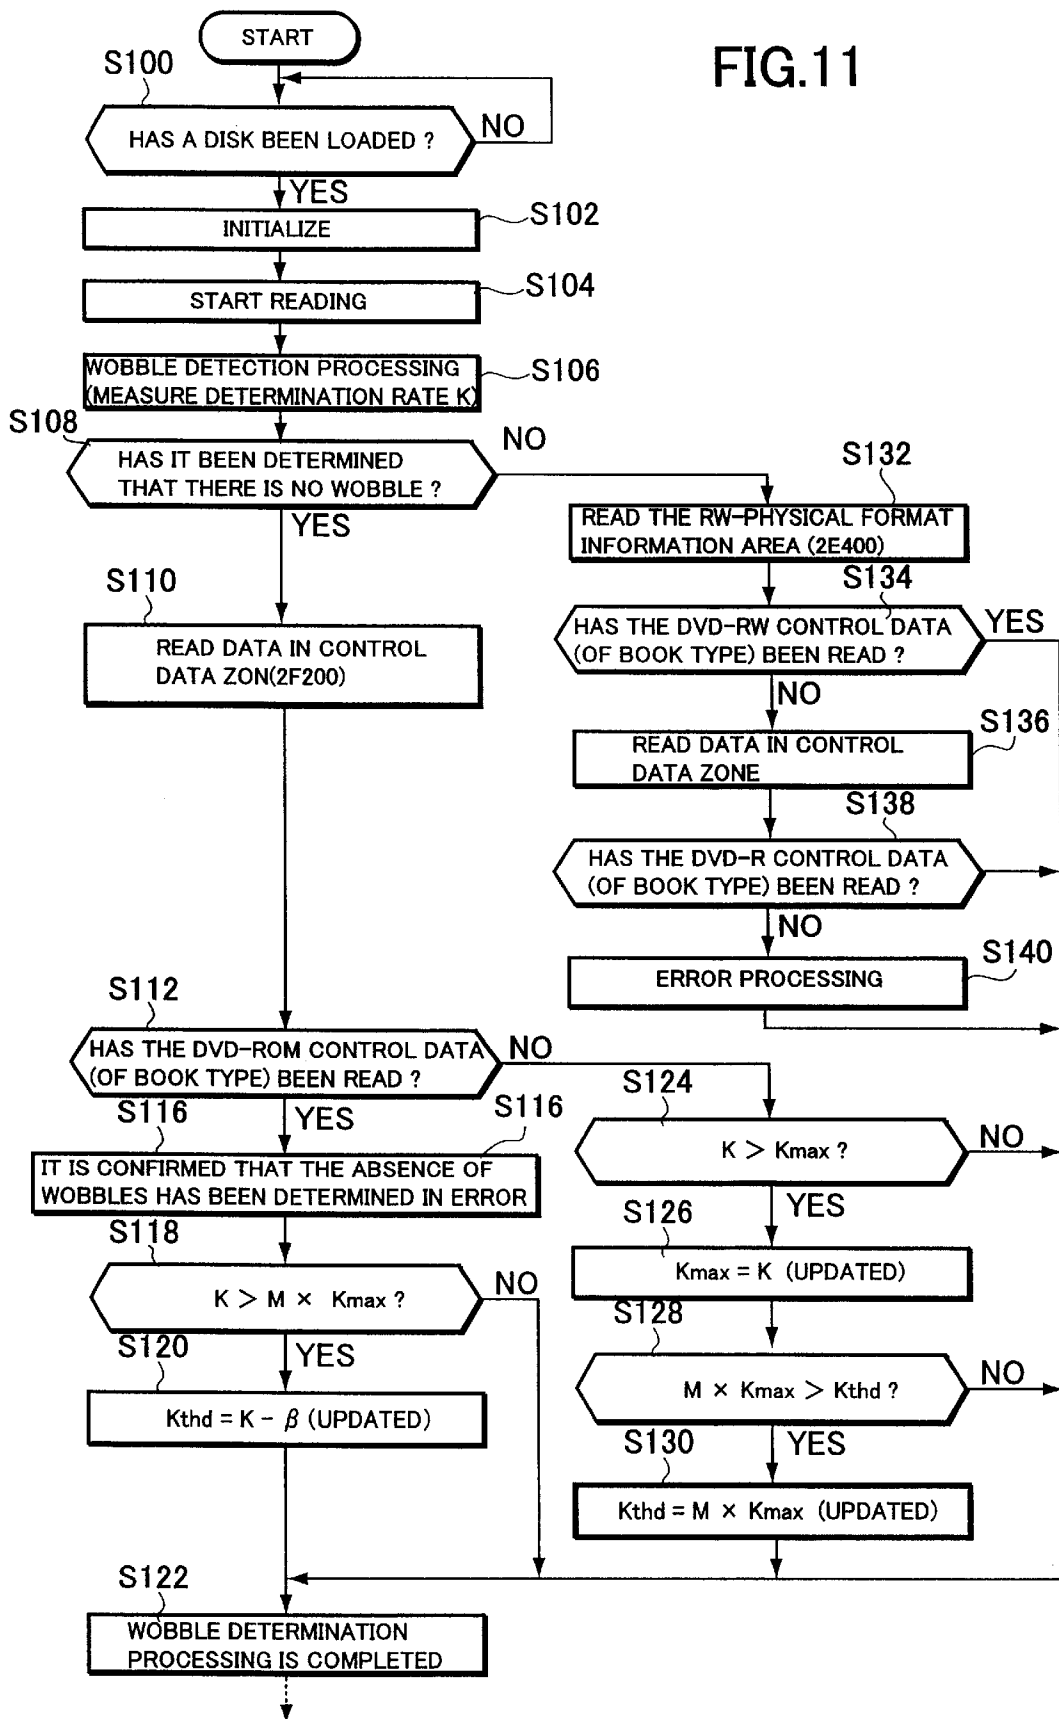 START
FIG.11
S100
HAS A DISK BEEN LOADED ?
NO
YES
S102
INITIALIZE
S104
START READING
S106
WOBBLE DETECTION PROCESSING
(MEASURE DETERMINATION RATE K)
S108
NO
HAS IT BEEN DETERMINED
THAT THERE IS NO WOBBLE ?
YES
S132
READ THE RW-PHYSICAL FORMAT
INFORMATION AREA (2E400)
S110
READ DATA IN CONTROL
DATA ZON(2F200)
S134
HAS THE DVD-RW CONTROL DATA
(OF BOOK TYPE) BEEN READ ?
YES
NO
S136
READ DATA IN CONTROL
DATA ZONE
S138
HAS THE DVD-R CONTROL DATA
(OF BOOK TYPE) BEEN READ ?
NO
S140
ERROR PROCESSING
S112
HAS THE DVD-ROM CONTROL DATA
(OF BOOK TYPE) BEEN READ ?
NO
YES
S116
S116
IT IS CONFIRMED THAT THE ABSENCE OF
WOBBLES HAS BEEN DETERMINED IN ERROR
S124
K > Kmax ?
NO
YES
S118
K > M × Kmax ?
NO
YES
S126
Kmax = K (UPDATED)
S120
Kthd = K - β (UPDATED)
S128
M × Kmax > Kthd ?
NO
YES
S130
Kthd = M × Kmax (UPDATED)
S122
WOBBLE DETERMINATION
PROCESSING IS COMPLETED